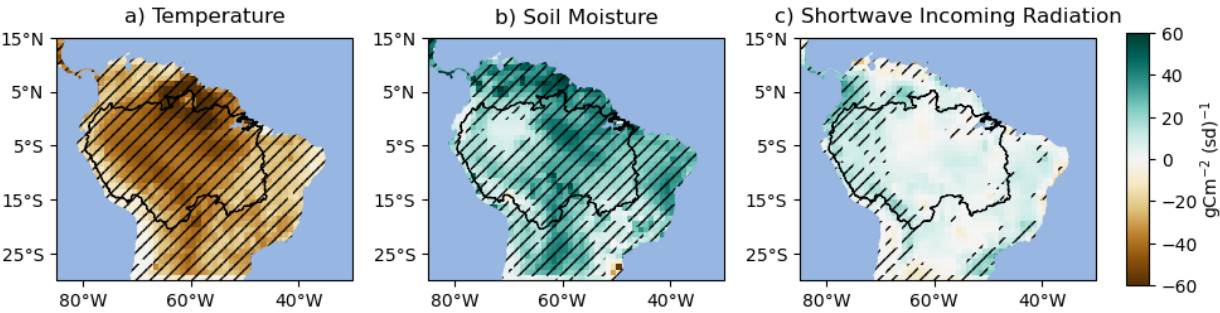 a) Temperature
b) Soil Moisture
c) Shortwave Incoming Radiation
15°N
5°N
5°S
15°S
25°S
80°W 60°W 40°W
15°N
5°N
5°S
15°S
25°S
80°W 60°W 40°W
15°N
5°N
5°S
15°S
25°S
80°W 60°W 40°W
60
40
20
0
−20
−40
−60
gCm⁻² (sd)⁻¹